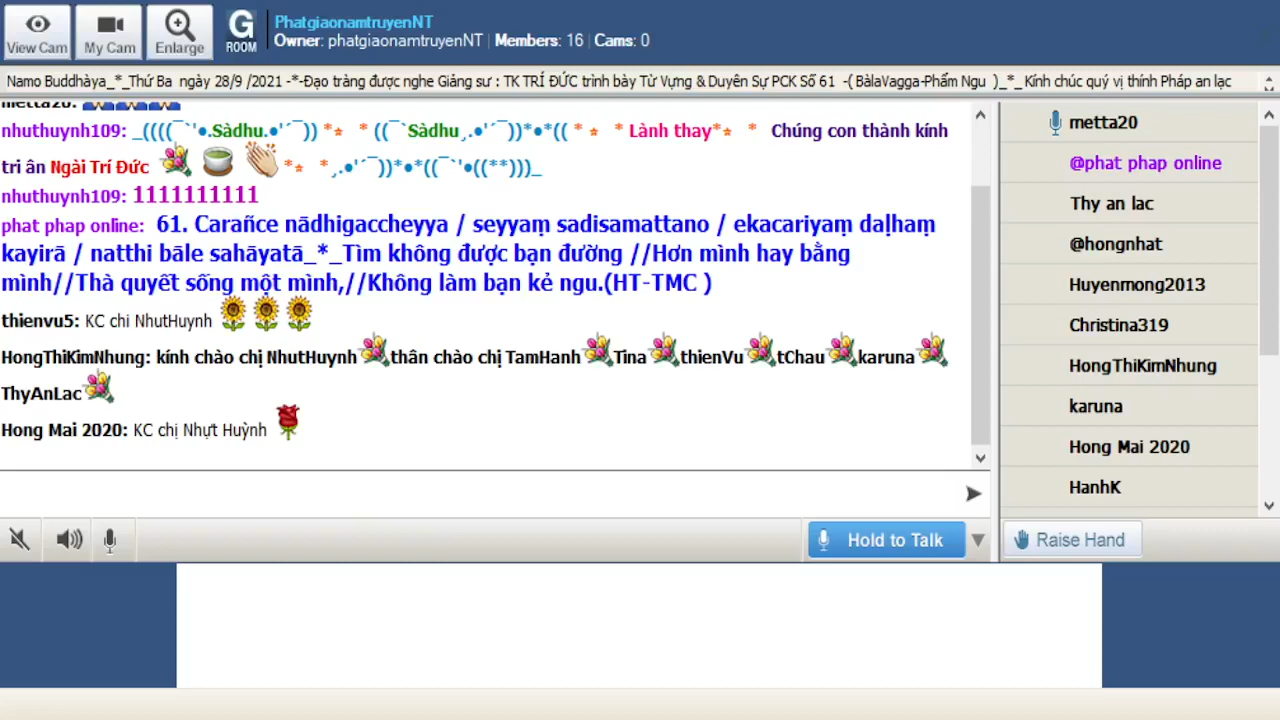 View Cam
My Cam
Enlarge
G
ROOM
PhatgiaonamtruyenNT
Owner: phatgiaonamtruyenNT | Members: 16 | Cams: 0
Namo Buddhàya_*_Thứ Ba ngày 28/9 /2021 -*-Đạo tràng được nghe Giảng sư : TK TRÍ ĐỨC trình bày Từ Vựng & Duyên Sự PCK Số 61 -( BàlaVagga-Phẩm Ngu )_*_ Kính chúc quý vị thính Pháp an lạc
metta20:
nhuthuynh109: _((((¯`'•.Sàdhu.•'´¯)) ** * ((¯`Sàdhu¸.•'´¯))*•*(( * * * Lành thay** * Chúng con thành kính
tri ân Ngài Trí Đức ** *¸.•'´¯))*•*((¯`'•((**)))_
nhuthuynh109: 1111111111
phat phap online: 61. Carañce nādhigaccheyya / seyyaṃ sadisamattano / ekacariyaṃ daḷhaṃ
kayirā / natthi bāle sahāyatā_*_Tìm không được bạn đường //Hơn mình hay bằng
mình//Thà quyết sống một mình,//Không làm bạn kẻ ngu.(HT-TMC )
thienvu5: KC chi NhutHuynh
HongThiKimNhung: kính chào chị NhutHuynh thân chào chị TamHanh Tina thienVu tChau karuna
ThyAnLac
Hong Mai 2020: KC chị Nhựt Huỳnh
metta20
@phat phap online
Thy an lac
@hongnhat
Huyenmong2013
Christina319
HongThiKimNhung
karuna
Hong Mai 2020
HanhK
Hold to Talk
Raise Hand